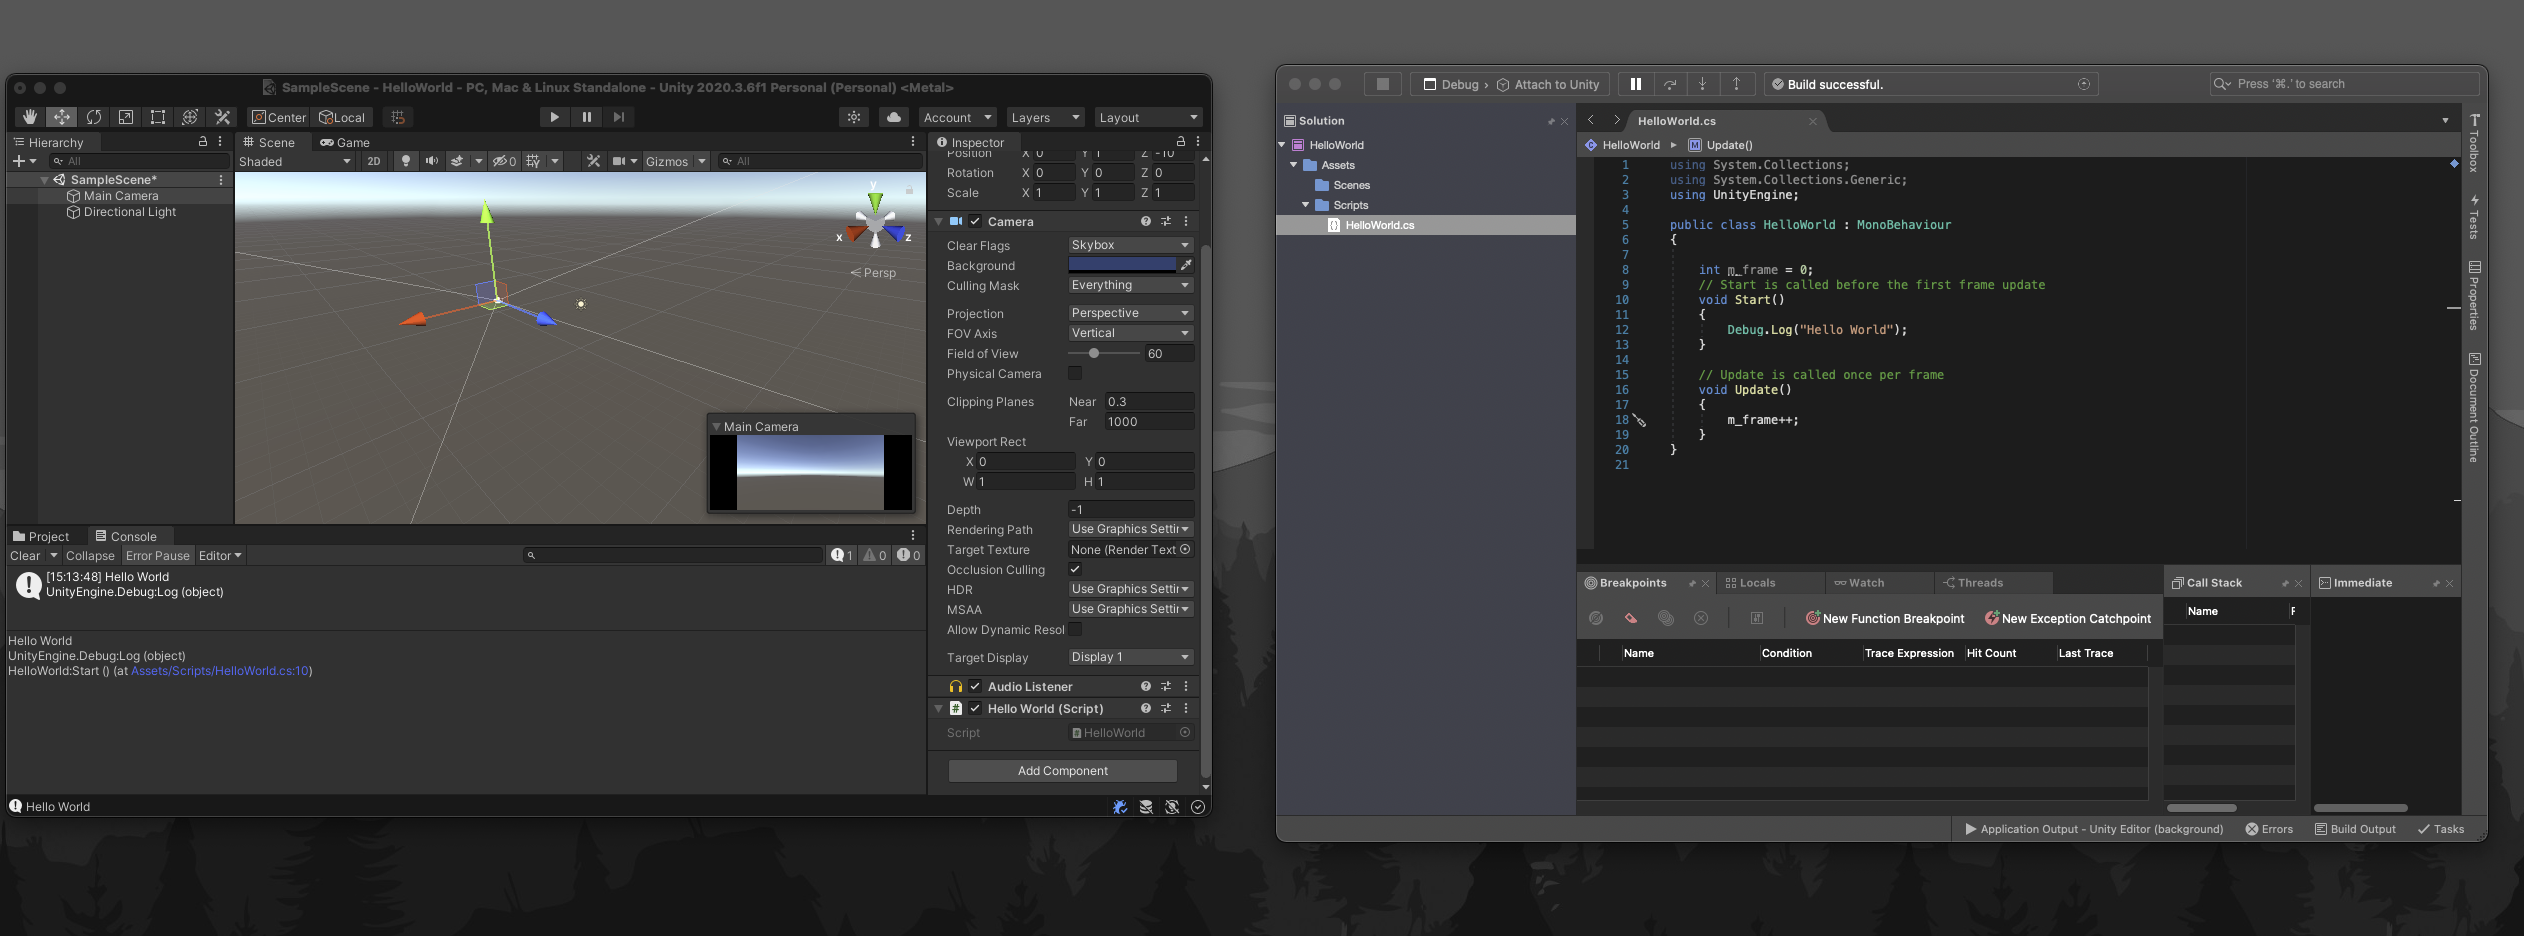 SampleScene - HelloWorld - PC, Mac & Linux Standalone - Unity 2020.3.6f1 Personal (Personal) <Metal>
Center
Local
Account
Layers
Layout
Hierarchy
All
SampleScene*
Main Camera
Directional Light
Scene
Game
Shaded
2D
0
Gizmos
All
y
x
z
Persp
Main Camera
Inspector
Position X 0 Y 1 Z -10
Rotation X 0 Y 0 Z 0
Scale X 1 Y 1 Z 1
Camera
Clear Flags Skybox
Background
Culling Mask Everything
Projection Perspective
FOV Axis Vertical
Field of View 60
Physical Camera
Clipping Planes Near 0.3
Far 1000
Viewport Rect
X 0 Y 0
W 1 H 1
Depth -1
Rendering Path Use Graphics Settir
Target Texture None (Render Text
Occlusion Culling
HDR Use Graphics Settir
MSAA Use Graphics Settir
Allow Dynamic Resol
Target Display Display 1
Audio Listener
Hello World (Script)
Script HelloWorld
Add Component
Project
Console
Clear Collapse Error Pause Editor
1 0 0
[15:13:48] Hello World
UnityEngine.Debug:Log (object)
Hello World
UnityEngine.Debug:Log (object)
HelloWorld:Start () (at Assets/Scripts/HelloWorld.cs:10)
Hello World
Debug › Attach to Unity
Build successful.
Press '⌘.' to search
Solution
HelloWorld
Assets
Scenes
Scripts
HelloWorld.cs
HelloWorld.cs
HelloWorld
Update()
1 using System.Collections;
2 using System.Collections.Generic;
3 using UnityEngine;
4
5 public class HelloWorld : MonoBehaviour
6 {
7
8 int m_frame = 0;
9 // Start is called before the first frame update
10 void Start()
11 {
12 Debug.Log("Hello World");
13 }
14
15 // Update is called once per frame
16 void Update()
17 {
18 m_frame++;
19 }
20 }
21
Toolbox
Tests
Properties
Document Outline
Breakpoints
Locals
Watch
Threads
New Function Breakpoint
New Exception Catchpoint
Name Condition Trace Expression Hit Count Last Trace
Call Stack
Name
Immediate
Application Output - Unity Editor (background)
Errors
Build Output
Tasks